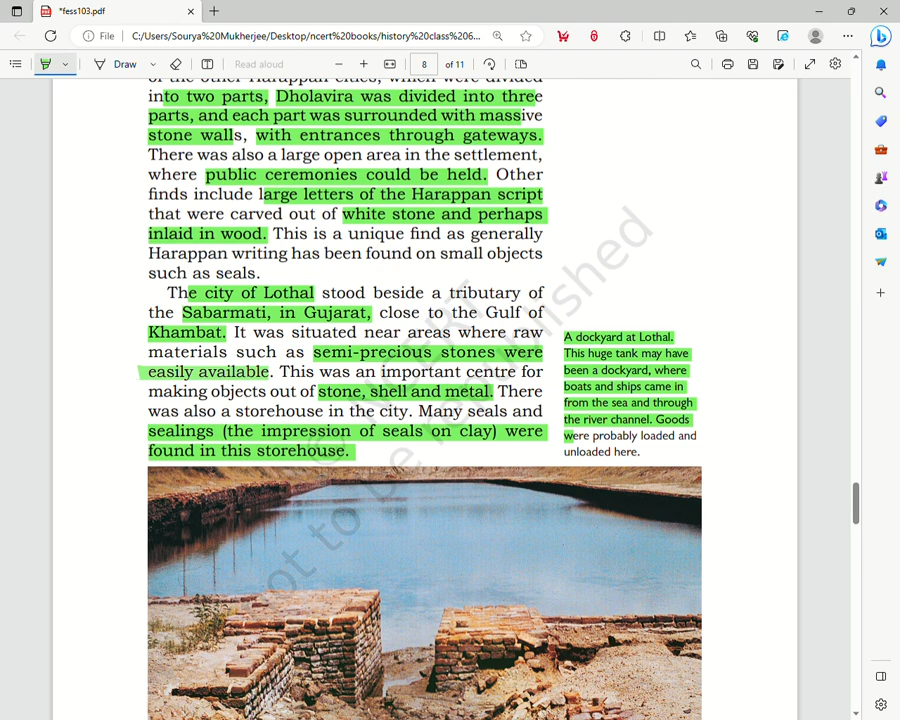 *fess103.pdf
File
C:/Users/Sourya%20Mukherjee/Desktop/ncert%20books/history%20class%206...
Draw
Read aloud
8
of 11
of the other Harappan cities, which were divided
into two parts, Dholavira was divided into three
parts, and each part was surrounded with massive
stone walls, with entrances through gateways.
There was also a large open area in the settlement,
where public ceremonies could be held. Other
finds include large letters of the Harappan script
that were carved out of white stone and perhaps
inlaid in wood. This is a unique find as generally
Harappan writing has been found on small objects
such as seals.
The city of Lothal stood beside a tributary of
the Sabarmati, in Gujarat, close to the Gulf of
Khambat. It was situated near areas where raw
materials such as semi-precious stones were
easily available. This was an important centre for
making objects out of stone, shell and metal. There
was also a storehouse in the city. Many seals and
sealings (the impression of seals on clay) were
found in this storehouse.
A dockyard at Lothal.
This huge tank may have
been a dockyard, where
boats and ships came in
from the sea and through
the river channel. Goods
were probably loaded and
unloaded here.
© NCERT
not to be republished